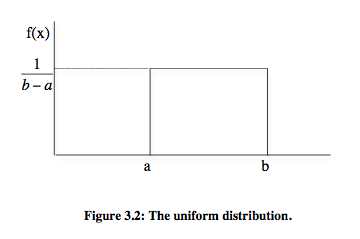 f(x)
1
b – a
a
b
Figure 3.2: The uniform distribution.